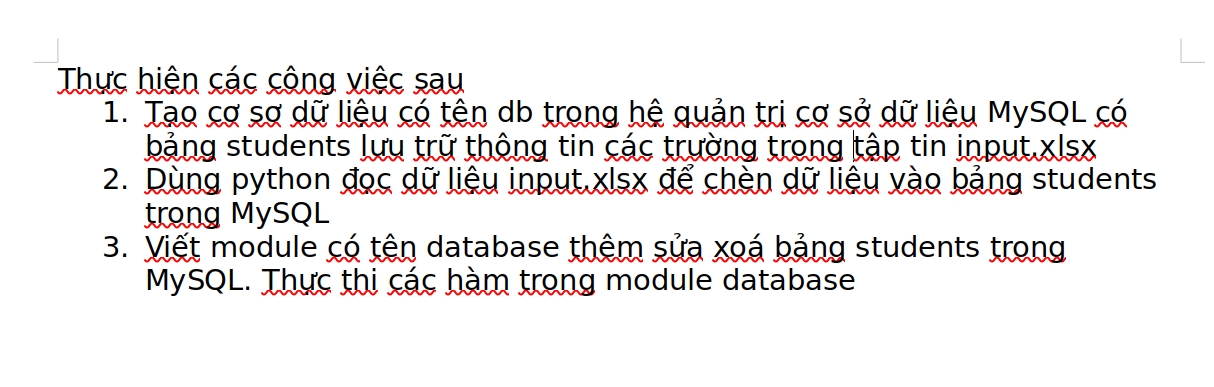 Thực hiện các công việc sau
1. Tạo cơ sơ dữ liệu có tên db trong hệ quản trị cơ sở dữ liệu MySQL có
bảng students lưu trữ thông tin các trường trong tập tin input.xlsx
2. Dùng python đọc dữ liệu input.xlsx để chèn dữ liệu vào bảng students
trong MySQL
3. Viết module có tên database thêm sửa xoá bảng students trong
MySQL. Thực thi các hàm trong module database